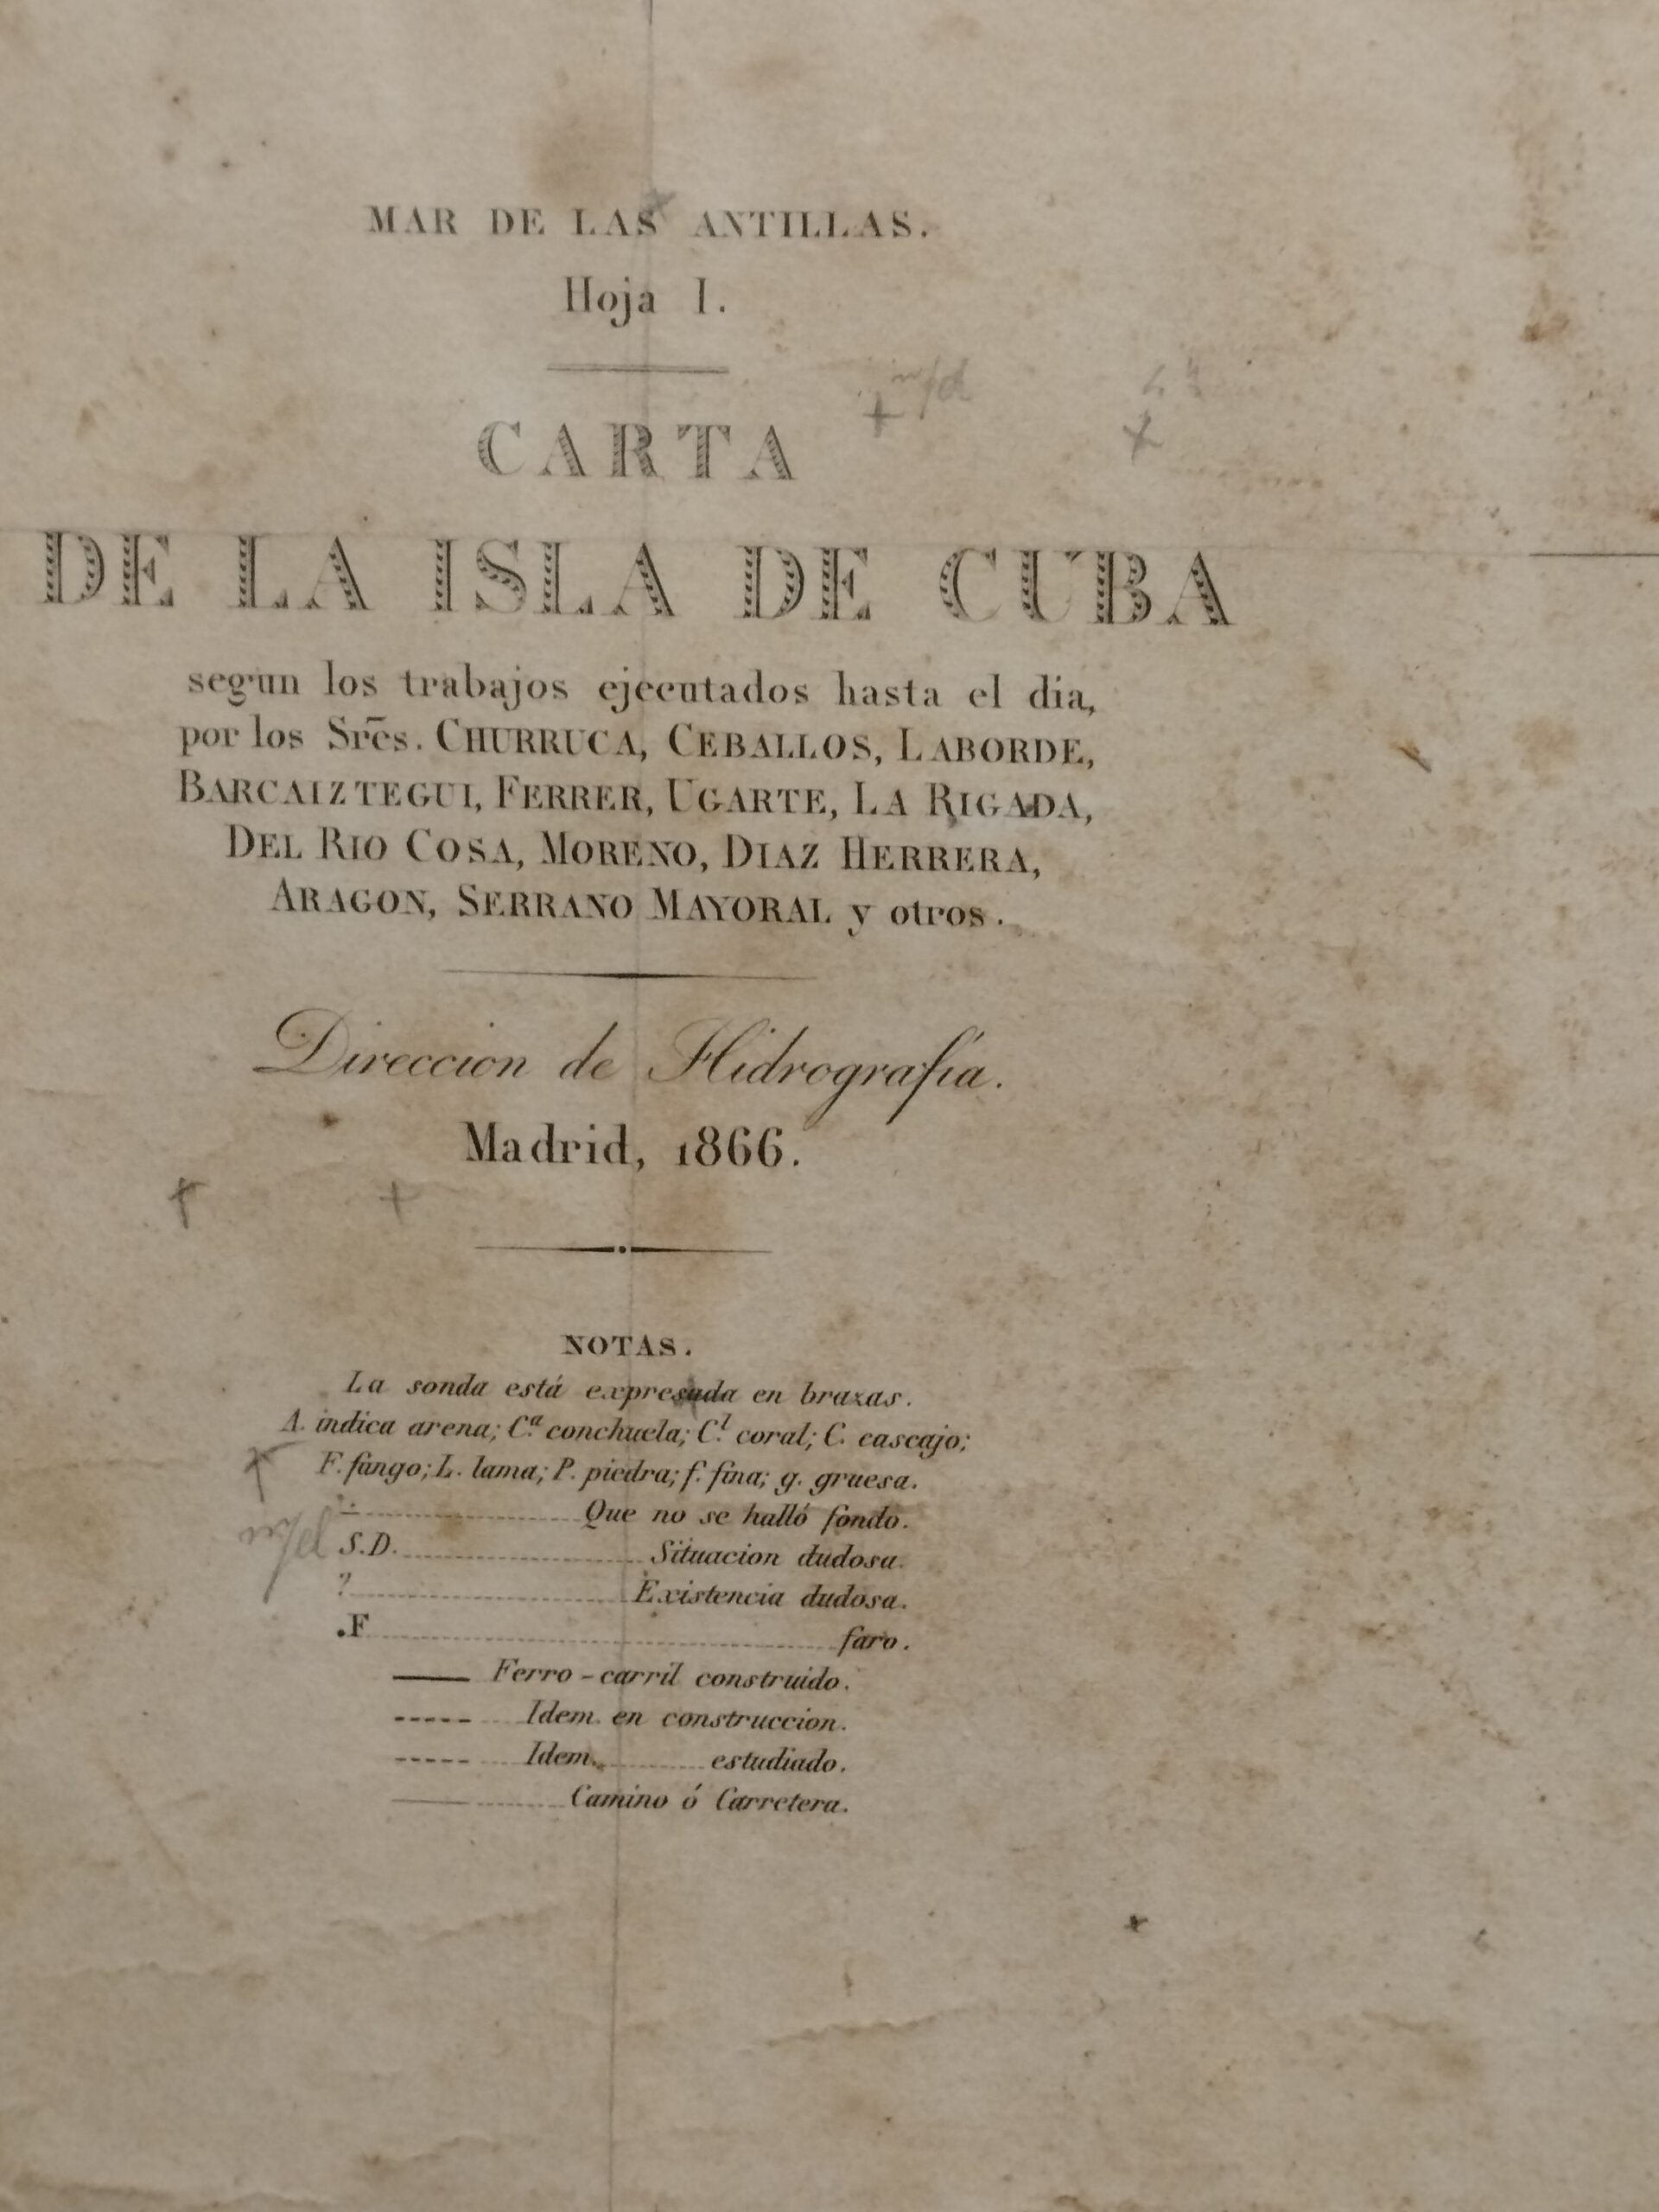 MAR DE LAS ANTILLAS.
Hoja I.
CARTA
DE LA ISLA DE CUBA
segun los trabajos ejecutados hasta el dia,
por los Srēs. CHURRUCA, CEBALLOS, LABORDE,
BARCAIZTEGUI, FERRER, UGARTE, LA RIGADA,
DEL RIO COSA, MORENO, DIAZ HERRERA,
ARAGON, SERRANO MAYORAL y otros.
Direccion de Hidrografía.
Madrid, 1866.
NOTAS.
La sonda está expresada en brazas.
A. indica arena; C.ª conchuela; C.l coral; C. cascajo;
F. fango; L. lama; P. piedra; f. fina; g. gruesa.
Que no se halló fondo.
S.D. Situacion dudosa.
? Existencia dudosa.
.F faro.
Ferro-carril construido.
Idem. en construccion.
Idem. estudiado.
Camino ó Carretera.